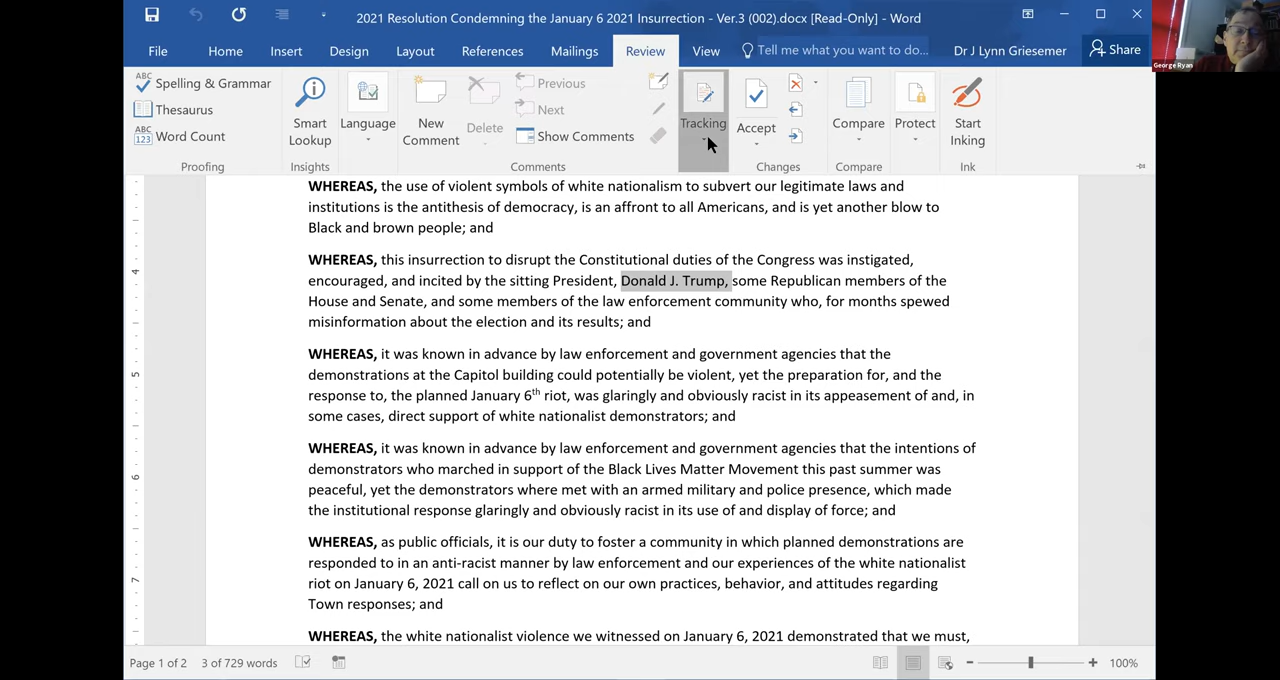 2021 Resolution Condemning the January 6 2021 Insurrection - Ver.3 (002).docx [Read-Only] - Word
George Ryan
File Home Insert Design Layout References Mailings Review View Tell me what you want to do... Dr J Lynn Griesemer Share
ABC Spelling & Grammar
Thesaurus
ABC 123 Word Count
Proofing
Smart Lookup
Insights
Language
New Comment
Delete
Previous
Next
Show Comments
Comments
Tracking
Accept
Changes
Compare
Compare
Protect
Start Inking
Ink
WHEREAS, the use of violent symbols of white nationalism to subvert our legitimate laws and
institutions is the antithesis of democracy, is an affront to all Americans, and is yet another blow to
Black and brown people; and
WHEREAS, this insurrection to disrupt the Constitutional duties of the Congress was instigated,
encouraged, and incited by the sitting President, Donald J. Trump, some Republican members of the
House and Senate, and some members of the law enforcement community who, for months spewed
misinformation about the election and its results; and
WHEREAS, it was known in advance by law enforcement and government agencies that the
demonstrations at the Capitol building could potentially be violent, yet the preparation for, and the
response to, the planned January 6th riot, was glaringly and obviously racist in its appeasement of and, in
some cases, direct support of white nationalist demonstrators; and
WHEREAS, it was known in advance by law enforcement and government agencies that the intentions of
demonstrators who marched in support of the Black Lives Matter Movement this past summer was
peaceful, yet the demonstrators where met with an armed military and police presence, which made
the institutional response glaringly and obviously racist in its use of and display of force; and
WHEREAS, as public officials, it is our duty to foster a community in which planned demonstrations are
responded to in an anti-racist manner by law enforcement and our experiences of the white nationalist
riot on January 6, 2021 call on us to reflect on our own practices, behavior, and attitudes regarding
Town responses; and
WHEREAS, the white nationalist violence we witnessed on January 6, 2021 demonstrated that we must,
4
5
6
7
Page 1 of 2 3 of 729 words 100%